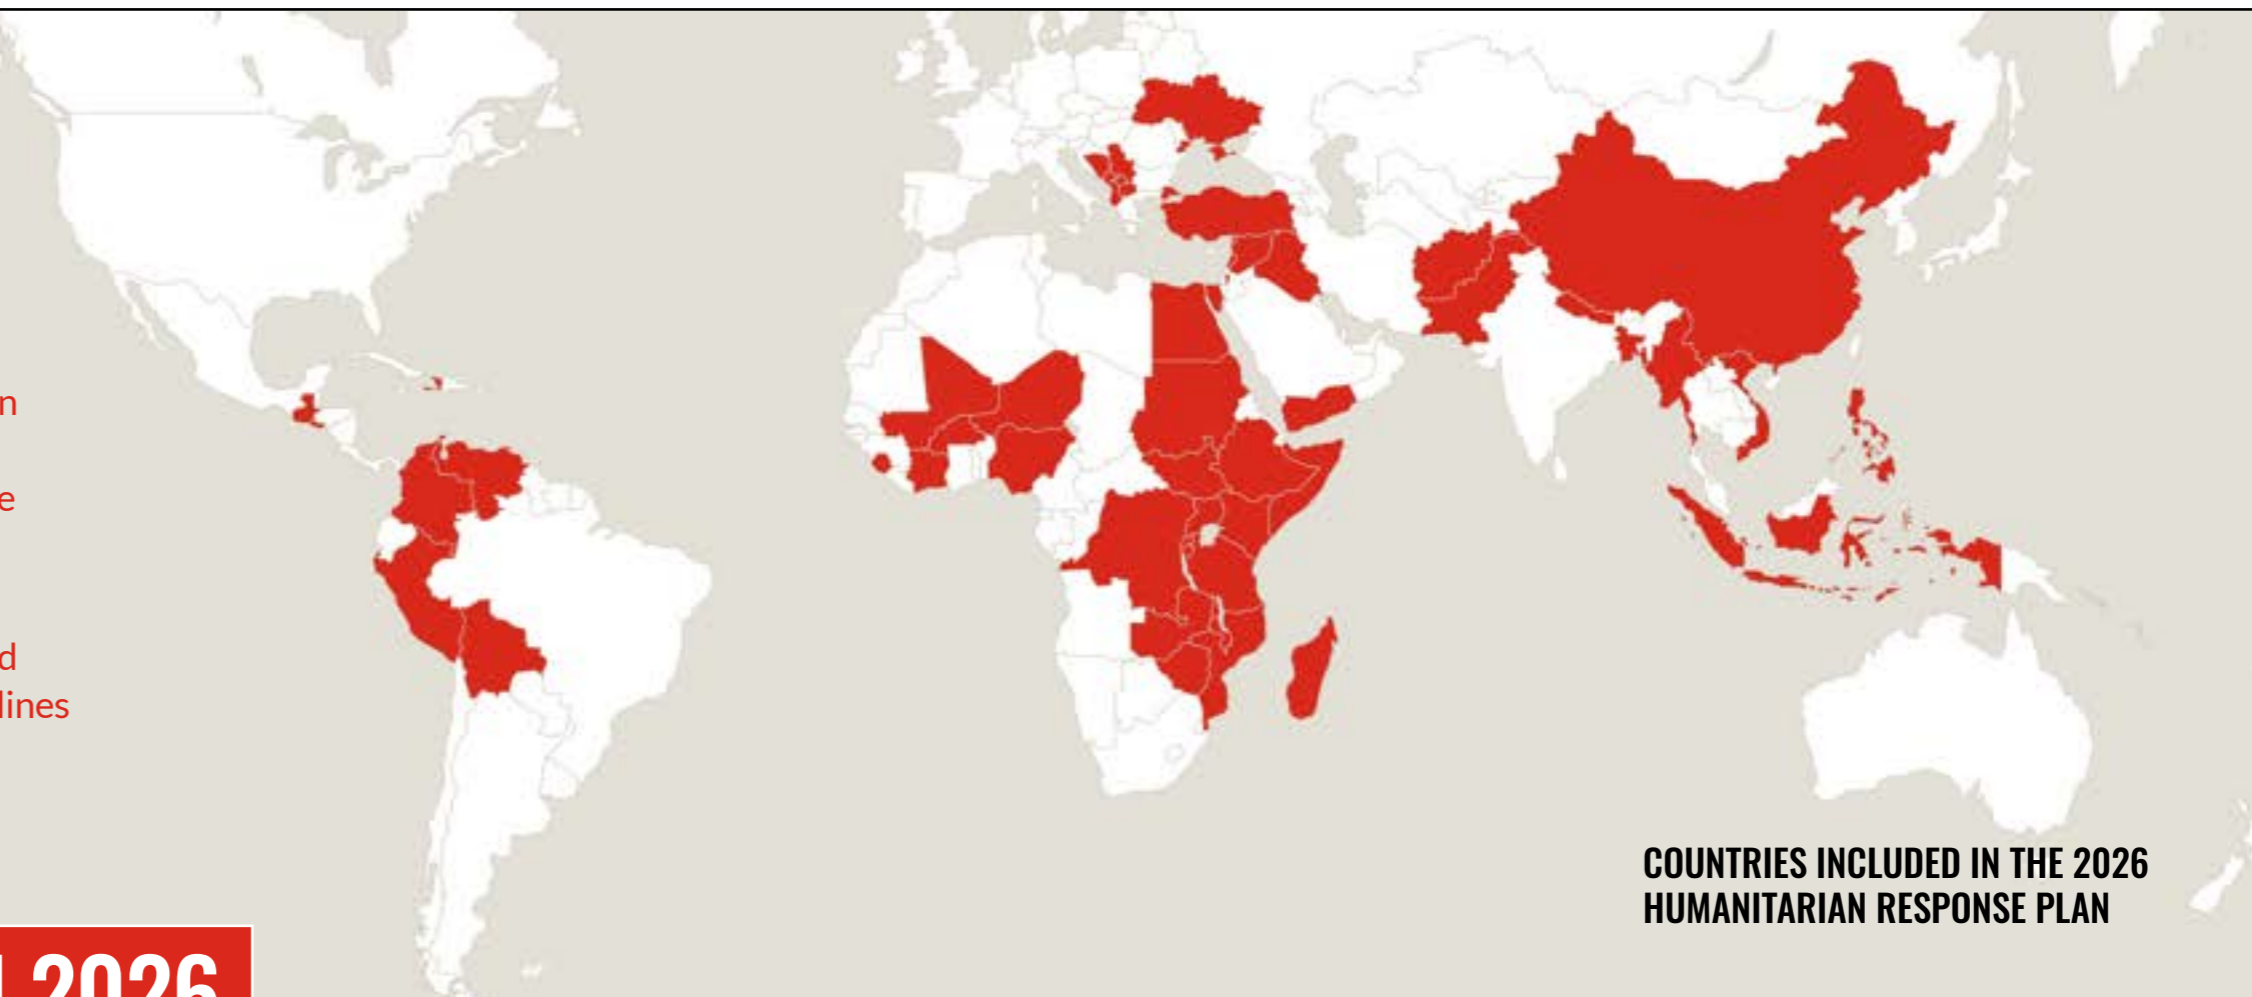 n
e
d
lines
COUNTRIES INCLUDED IN THE 2026
HUMANITARIAN RESPONSE PLAN
2026